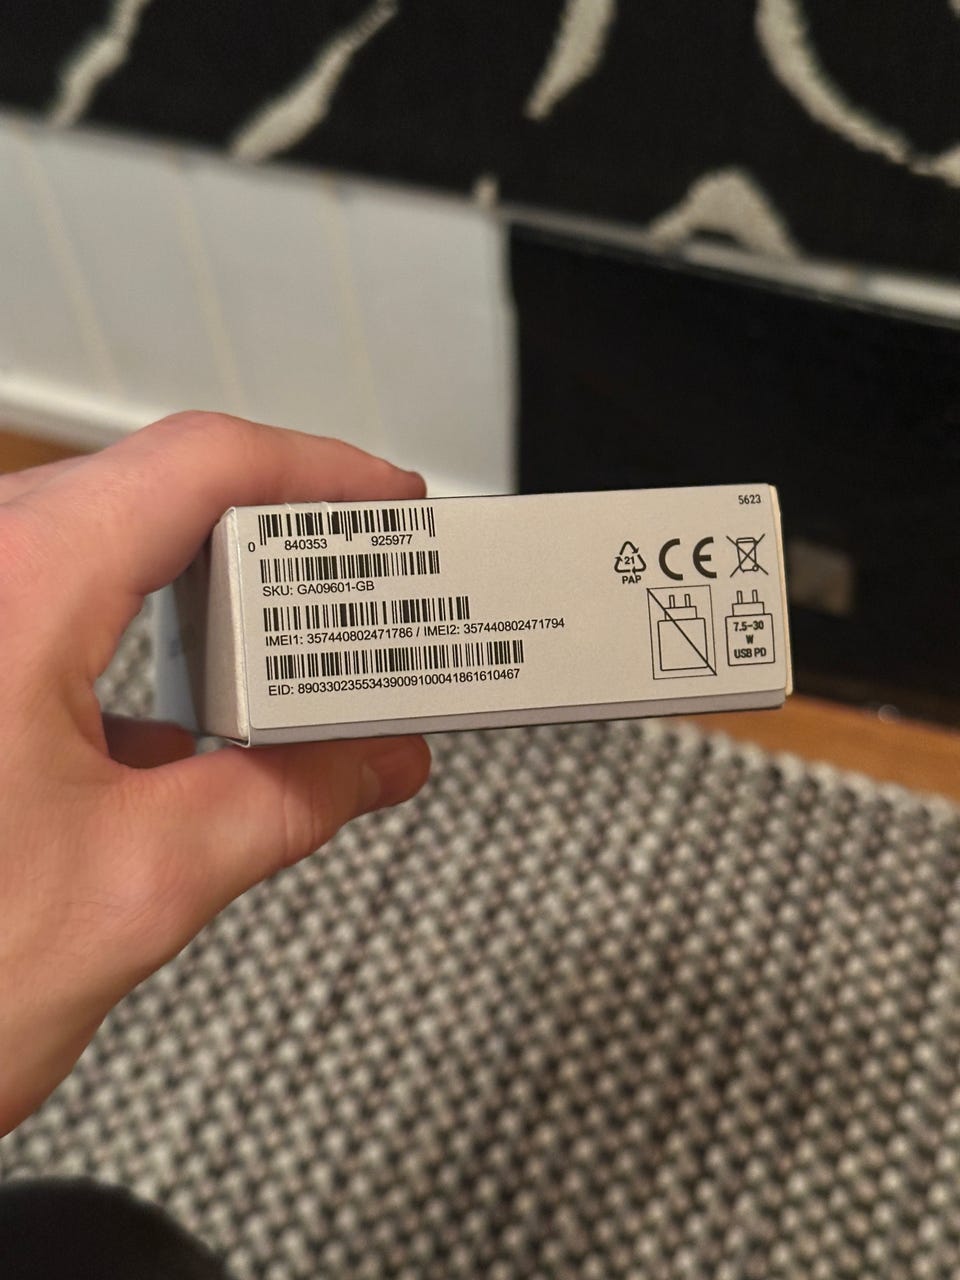 5623
0 840353 925977
SKU: GA09601-GB
IMEI1: 357440802471786 / IMEI2: 357440802471794
EID: 89033023553439009100041861610467
21
PAP
CE
7.5-30
W
USB PD